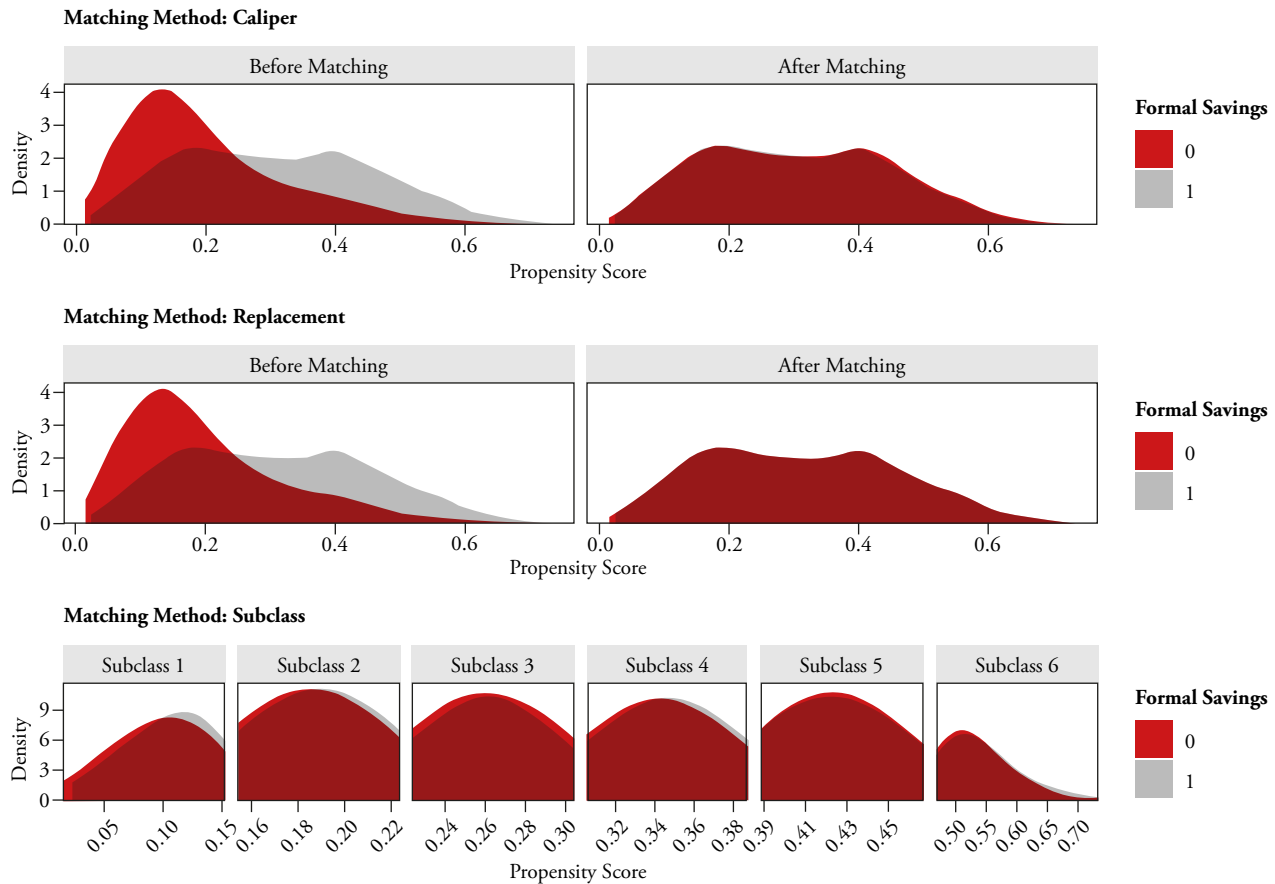 Matching Method: Caliper
Before Matching
After Matching
Density
4
3
2
1
0
0.0 0.2 0.4 0.6
0.0 0.2 0.4 0.6
Propensity Score
Formal Savings
0
1
Matching Method: Replacement
Before Matching
After Matching
Density
4
3
2
1
0
0.0 0.2 0.4 0.6
0.0 0.2 0.4 0.6
Propensity Score
Formal Savings
0
1
Matching Method: Subclass
Subclass 1
Subclass 2
Subclass 3
Subclass 4
Subclass 5
Subclass 6
Density
9
6
3
0
0.05 0.10 0.15
0.16 0.18 0.20 0.22
0.24 0.26 0.28 0.30
0.32 0.34 0.36 0.38
0.39 0.41 0.43 0.45
0.50 0.55 0.60 0.65 0.70
Propensity Score
Formal Savings
0
1